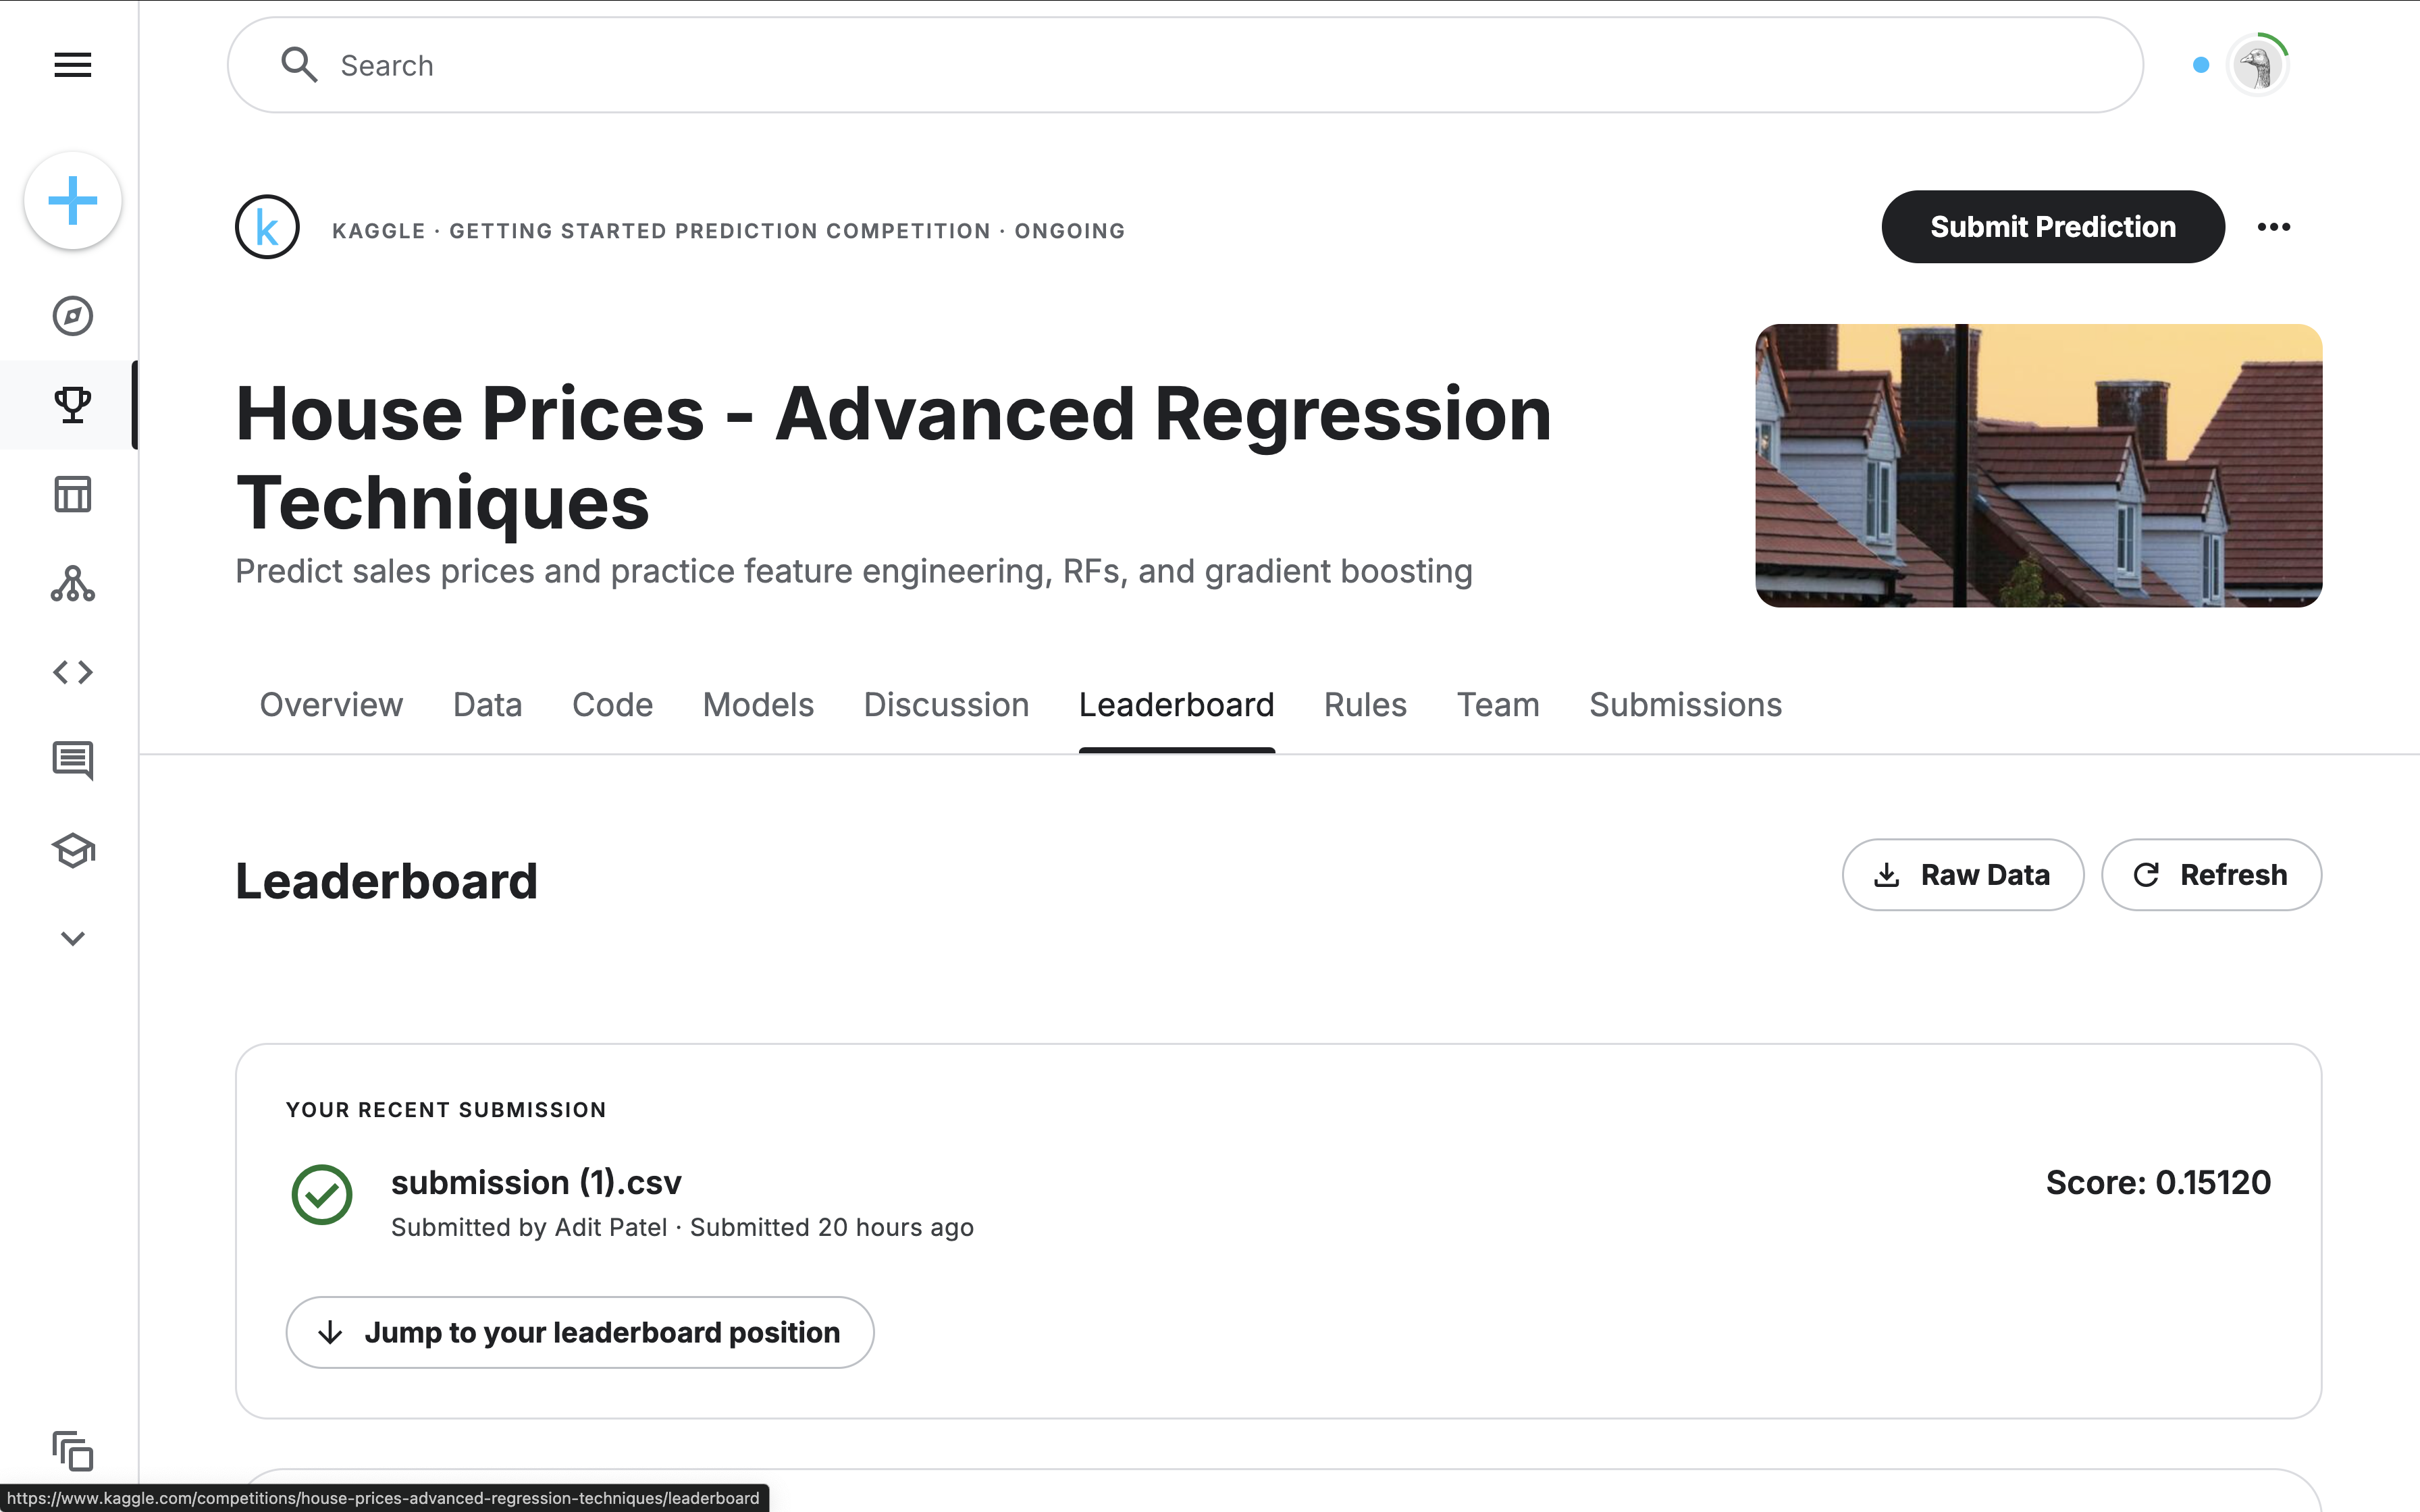 Search
k
KAGGLE · GETTING STARTED PREDICTION COMPETITION · ONGOING
Submit Prediction
House Prices - Advanced Regression
Techniques
Predict sales prices and practice feature engineering, RFs, and gradient boosting
Overview Data Code Models Discussion Leaderboard Rules Team Submissions
Leaderboard
Raw Data
Refresh
YOUR RECENT SUBMISSION
submission (1).csv
Score: 0.15120
Submitted by Adit Patel · Submitted 20 hours ago
Jump to your leaderboard position
https://www.kaggle.com/competitions/house-prices-advanced-regression-techniques/leaderboard